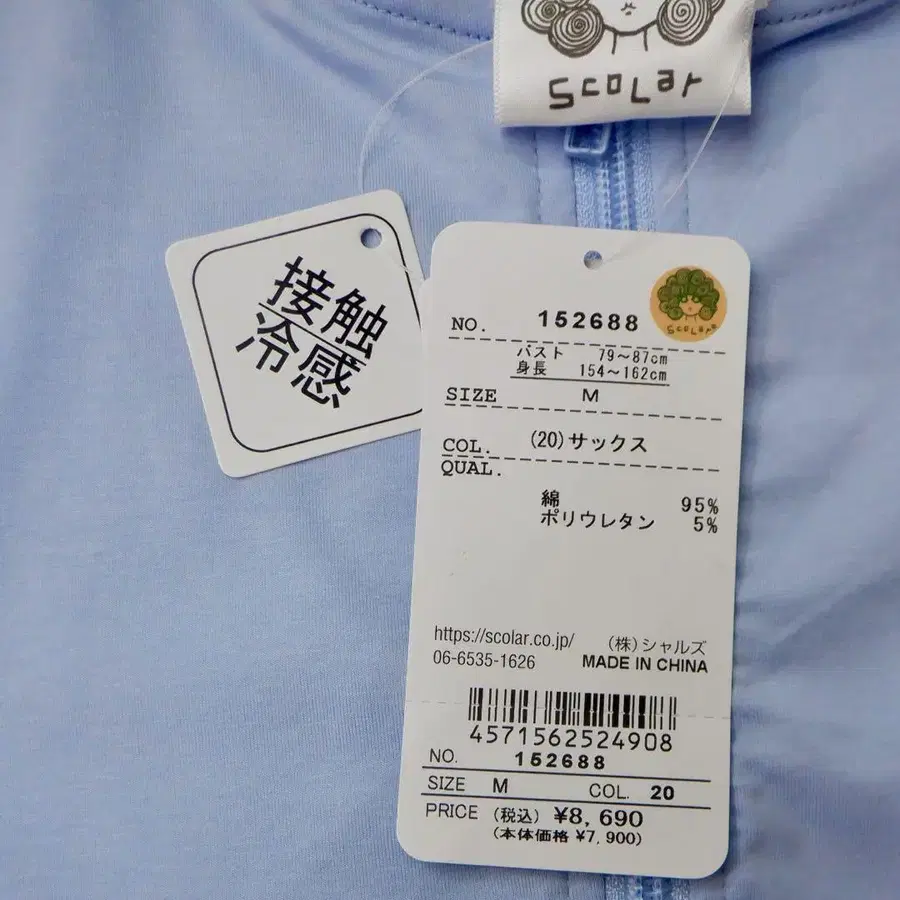 Scolar
接触
冷感
NO. 152688
scolar
バスト 79～87cm
身長 154～162cm
SIZE M
COL. (20)サックス
QUAL.
綿 95%
ポリウレタン 5%
https://scolar.co.jp/ (株)シャルズ
06-6535-1626 MADE IN CHINA
4571562524908
NO. 152688
SIZE M COL. 20
PRICE (税込) ¥8,690
(本体価格 ¥7,900)